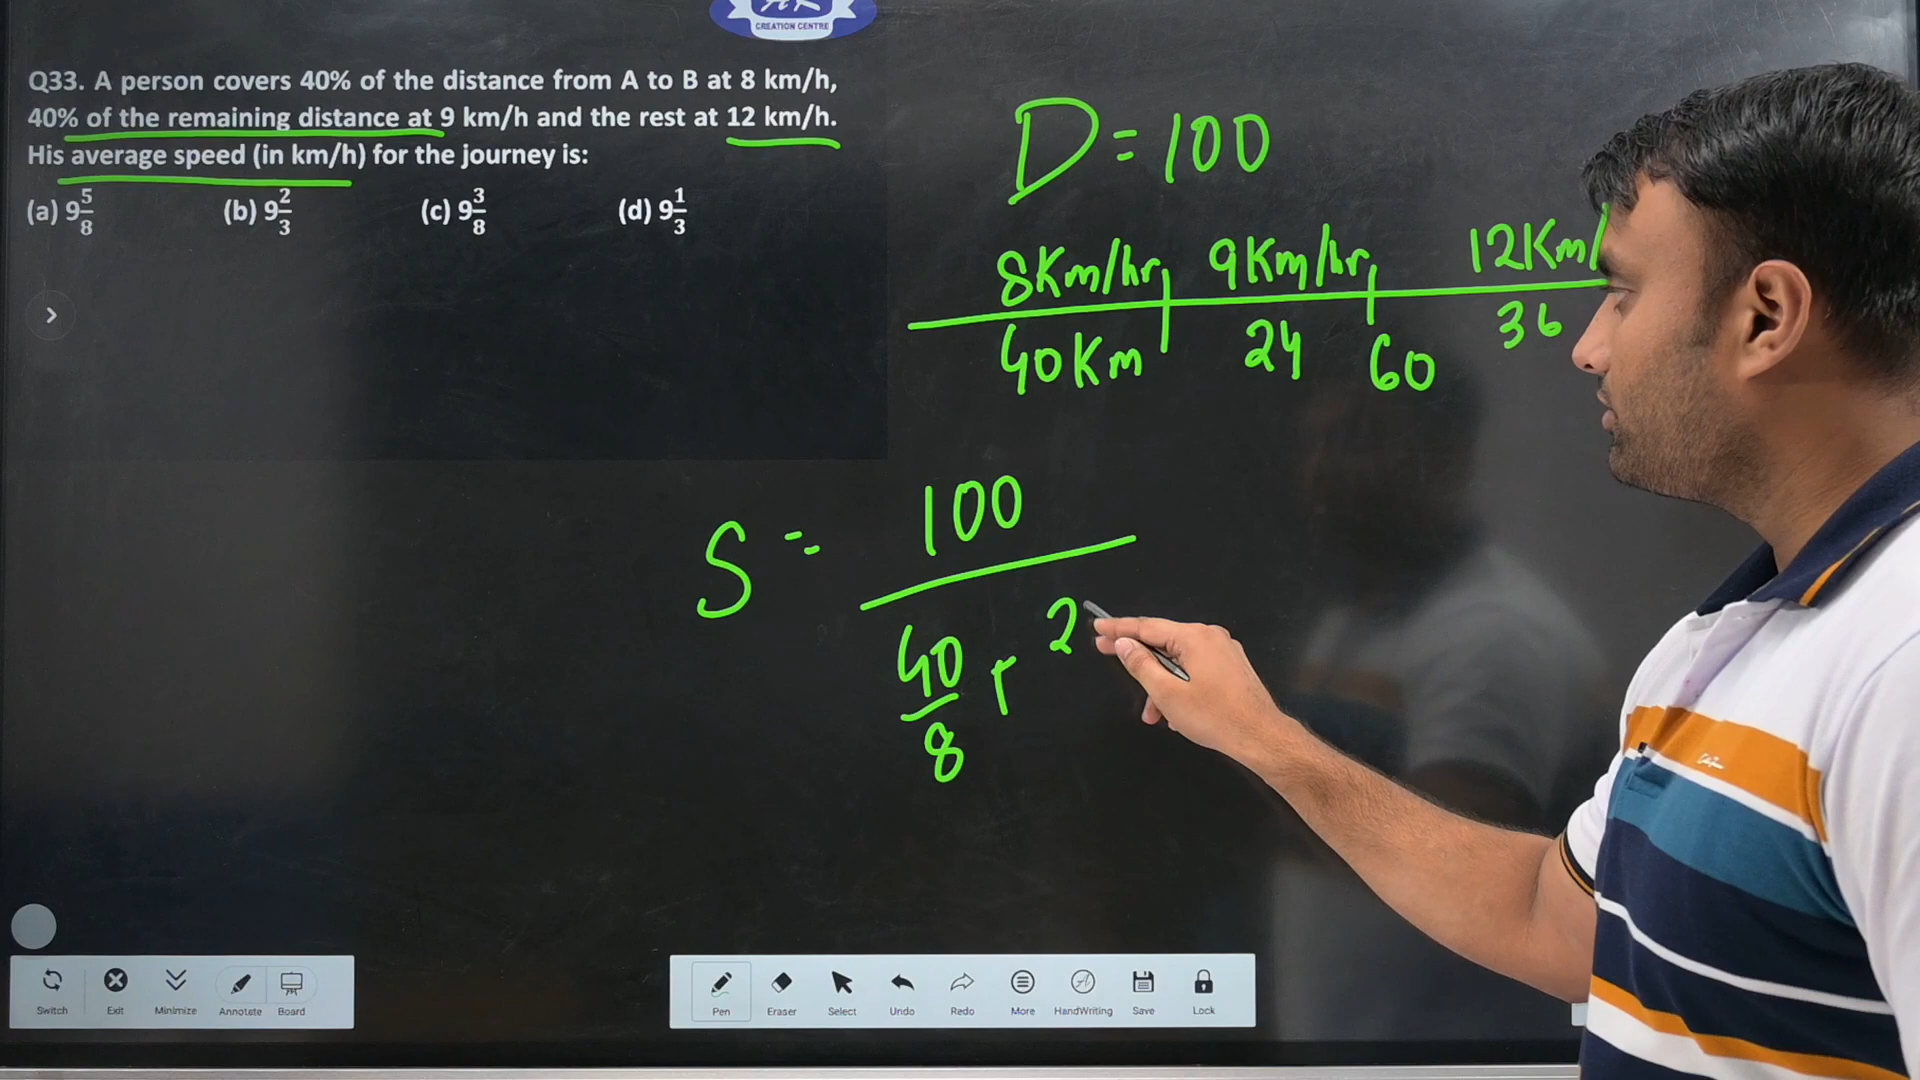 CREATION CENTRE
Q33. A person covers 40% of the distance from A to B at 8 km/h,
40% of the remaining distance at 9 km/h and the rest at 12 km/h.
His average speed (in km/h) for the journey is:
(a) 9 5/8 (b) 9 2/3 (c) 9 3/8 (d) 9 1/3
D = 100
8Km/hr 9Km/hr 12Km/
40Km 24 60 36
S = 100
40/8 + 2
Switch Exit Minimize Annotate Board
Pen Eraser Select Undo Redo More HandWriting Save Lock